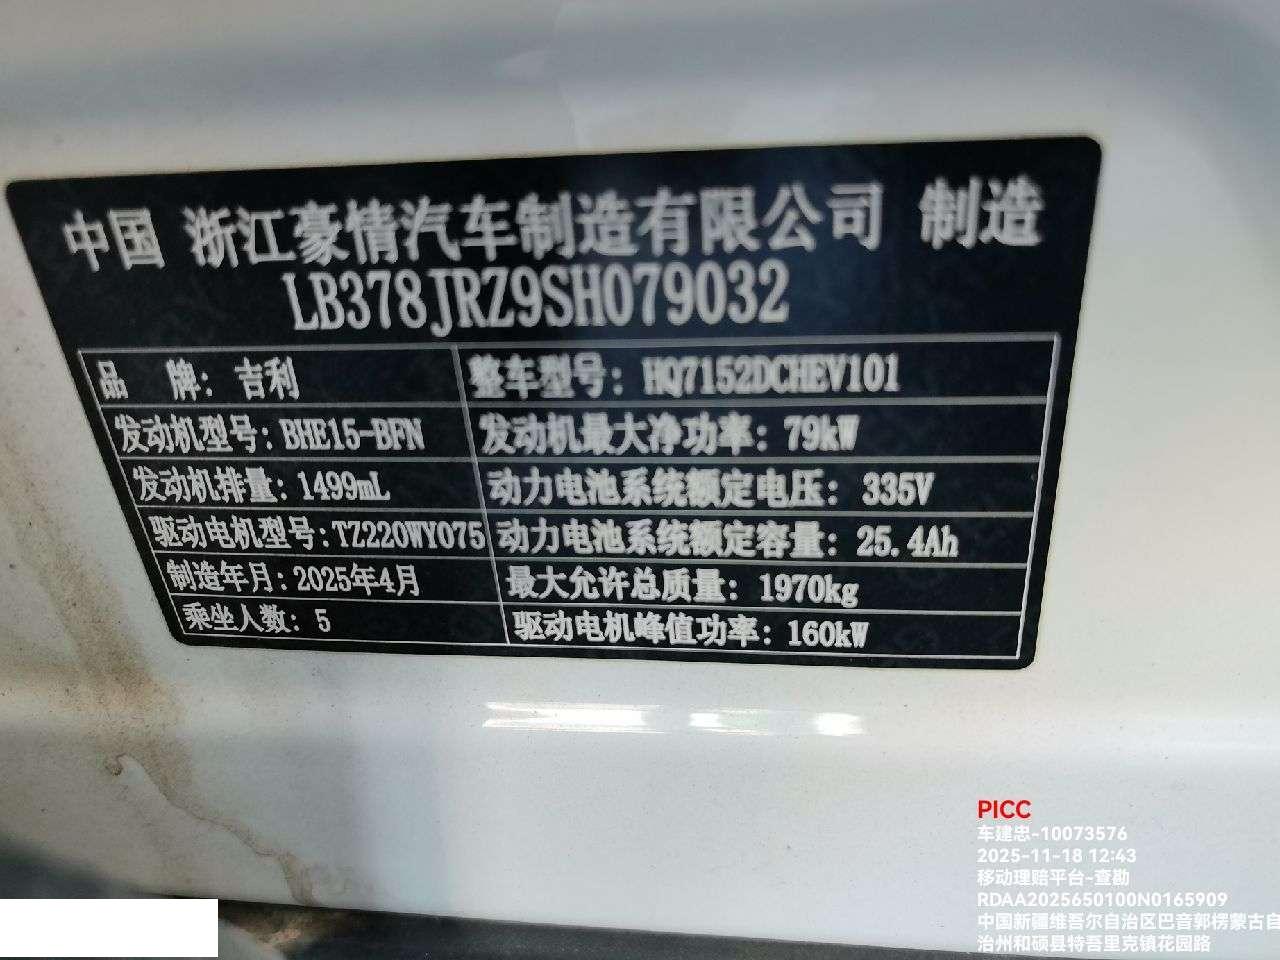 中国 浙江豪情汽车制造有限公司 制造
LB378JRZ9SH079032
品 牌：吉利 整车型号：HQ7152DCHEV101
发动机型号：BHE15-BFN 发动机最大净功率：79kW
发动机排量：1499mL 动力电池系统额定电压：335V
驱动电机型号：TZ220WY075 动力电池系统额定容量：25.4Ah
制造年月：2025年4月 最大允许总质量：1970kg
乘坐人数：5 驱动电机峰值功率：160kW
PICC
车建忠-10073576
2025-11-18 12:43
移动理赔平台-查勘
RDAA2025650100N0165909
中国新疆维吾尔自治区巴音郭楞蒙古自
治州和硕县特吾里克镇花园路